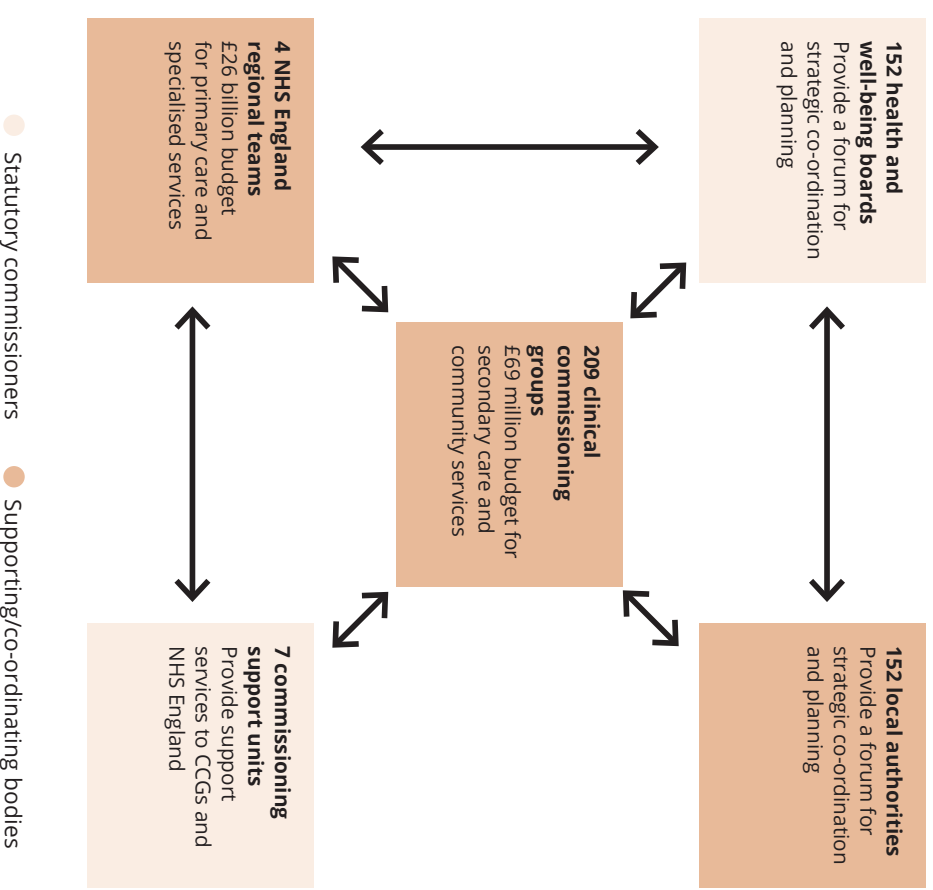 152 health and
well-being boards
Provide a forum for
strategic co-ordination
and planning
152 local authorities
Provide a forum for
strategic co-ordination
and planning
209 clinical
commissioning
groups
£69 million budget for
secondary care and
community services
4 NHS England
regional teams
£26 billion budget
for primary care and
specialised services
7 commissioning
support units
Provide support
services to CCGs and
NHS England
Statutory commissioners
Supporting/co-ordinating bodies